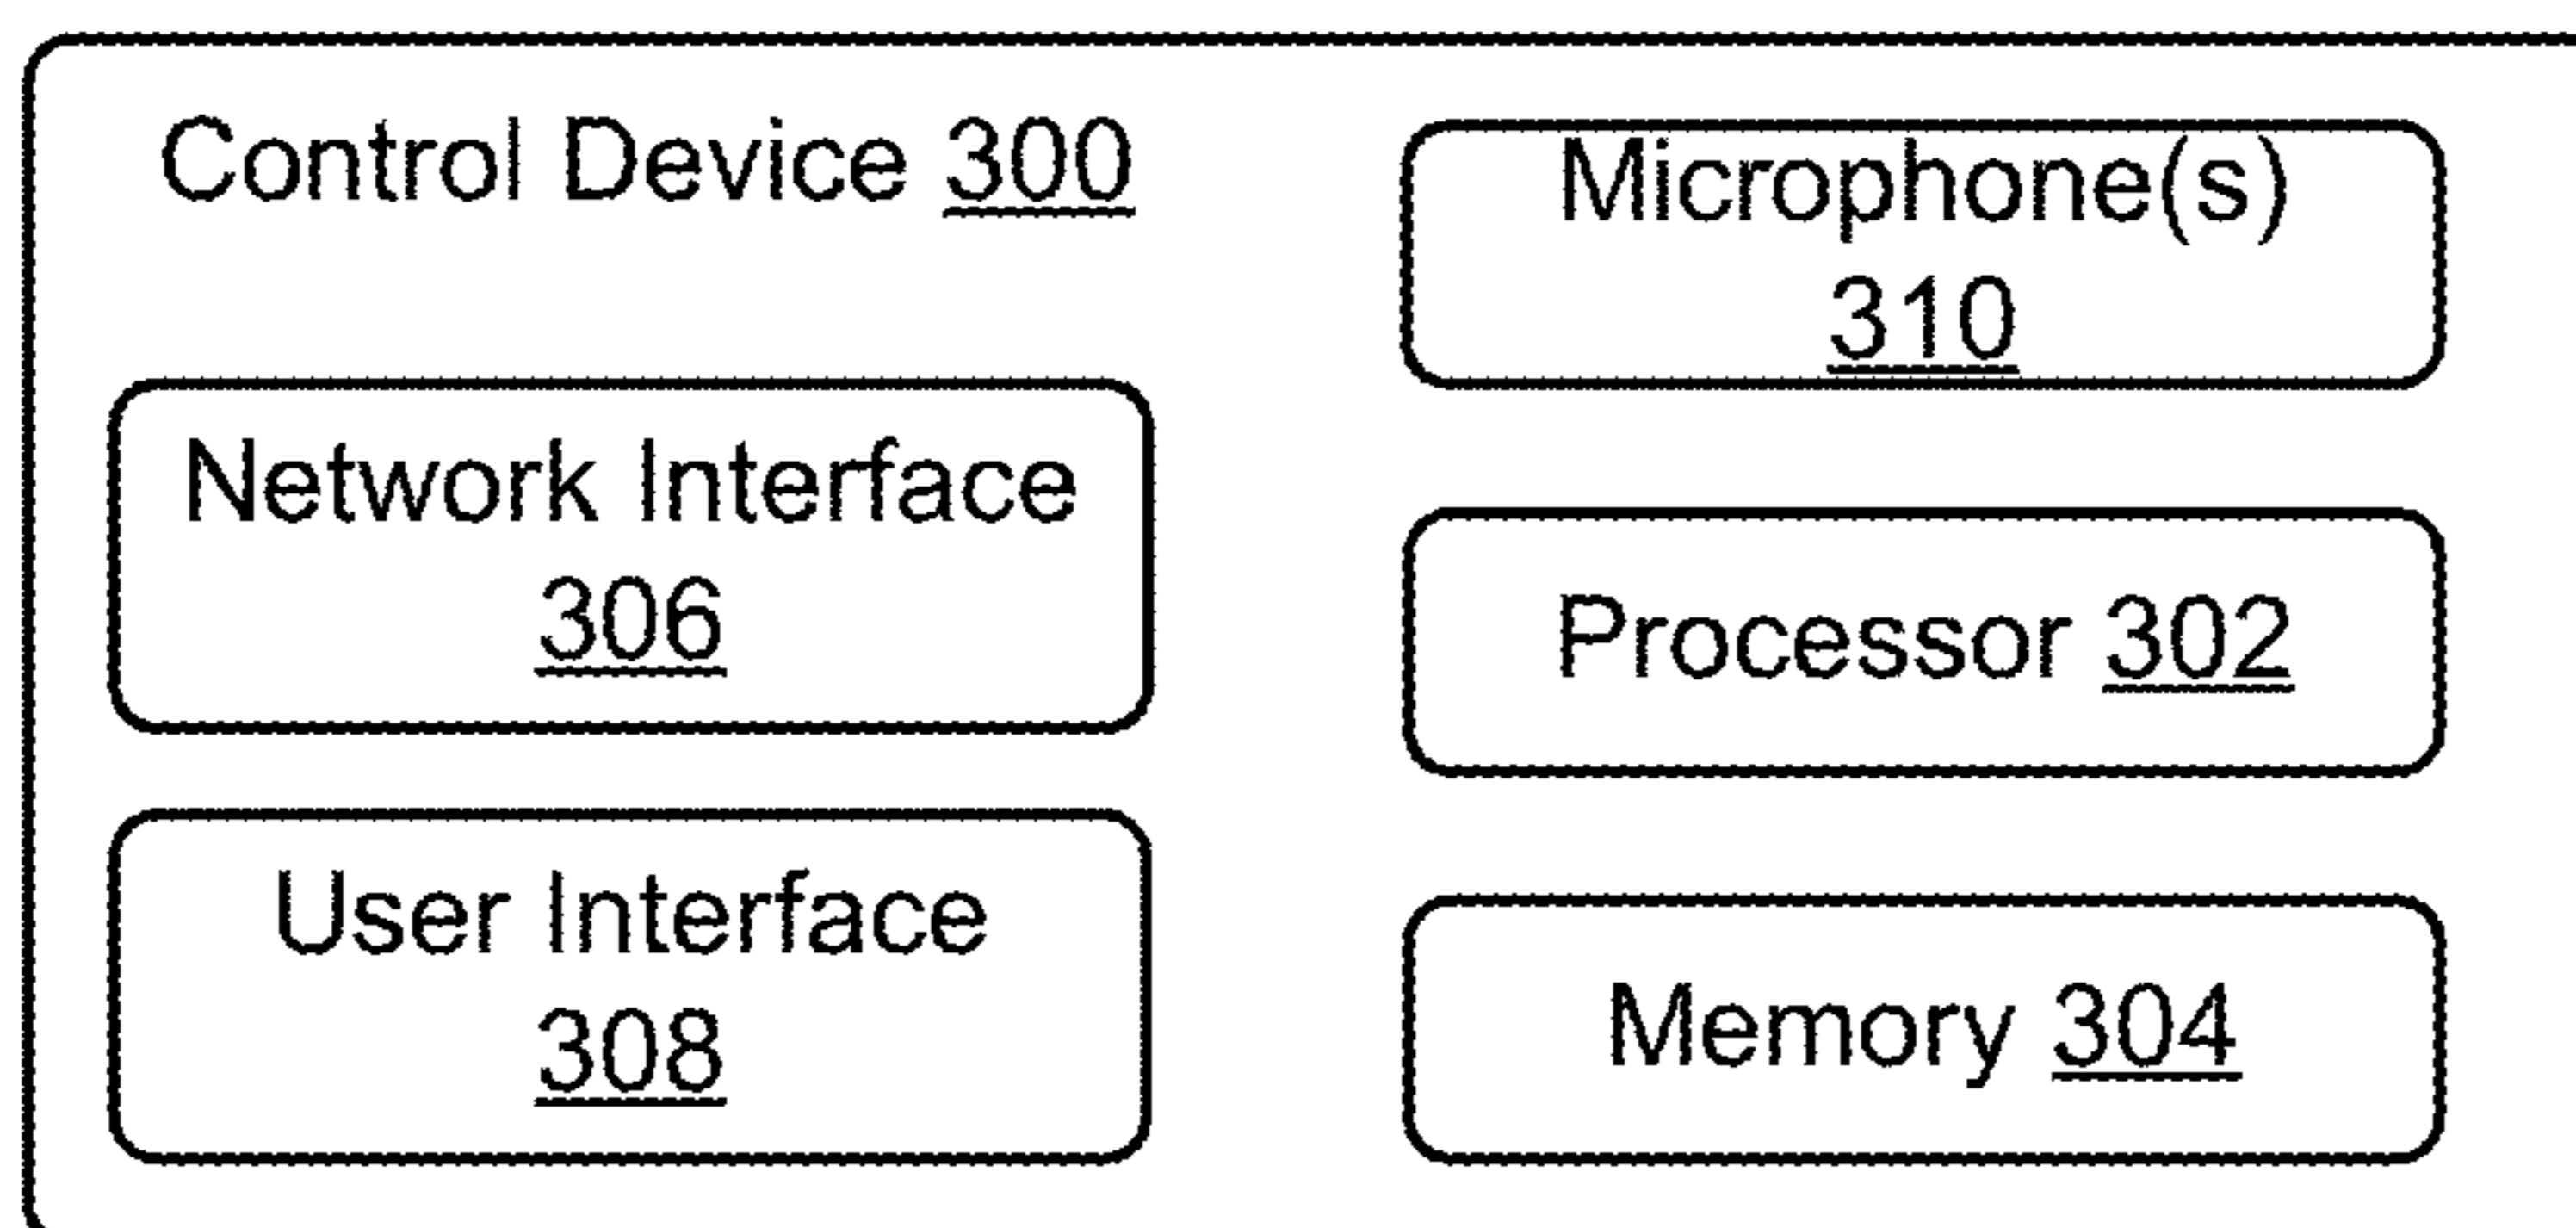 Control Device 300
Network Interface
306
User Interface
308
Microphone(s)
310
Processor 302
Memory 304